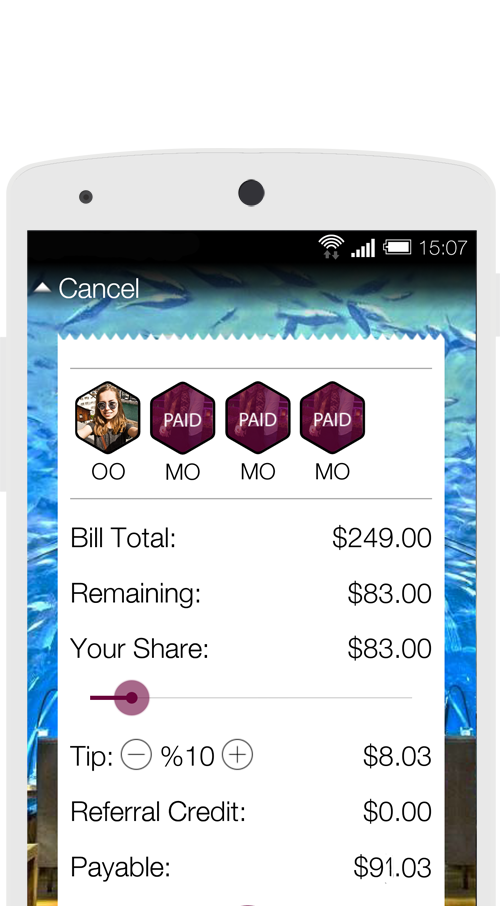 15:07
Cancel
PAID PAID PAID
OO MO MO MO
Bill Total: $249.00
Remaining: $83.00
Your Share: $83.00
Tip: %10 $8.03
Referral Credit: $0.00
Payable: $91.03